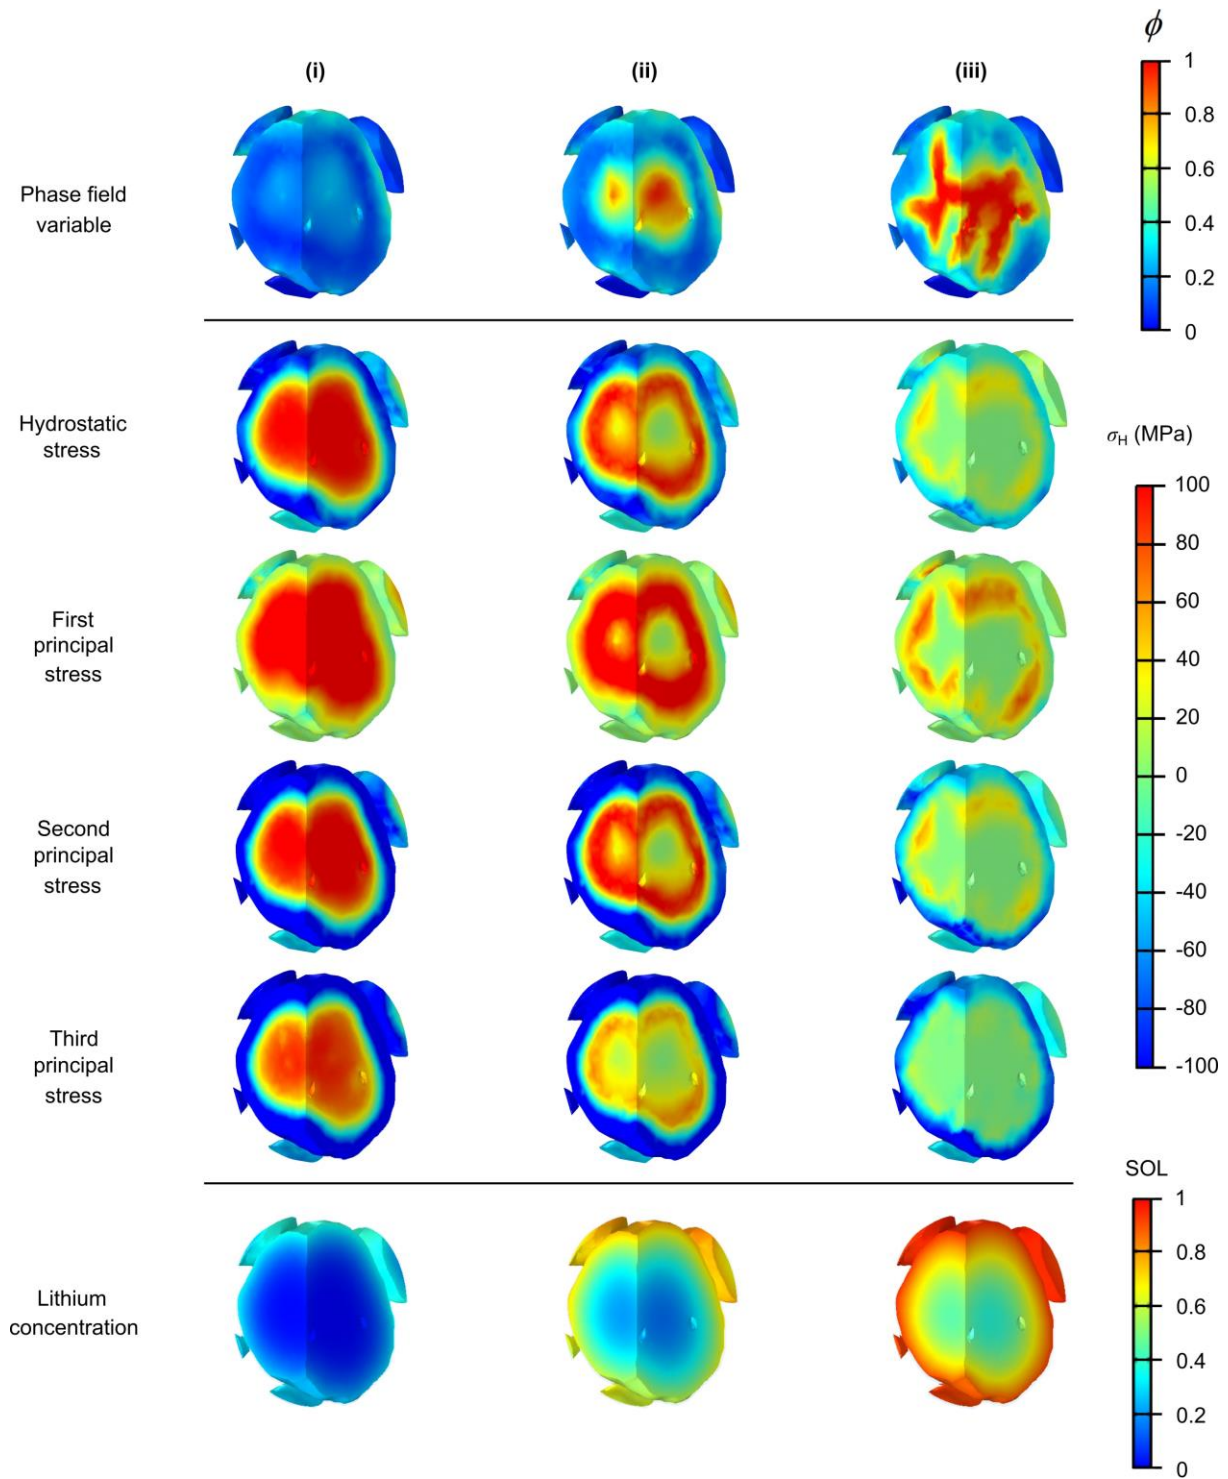 (i) (ii) (iii)
ϕ
1
0.8
0.6
0.4
0.2
0
Phase field
variable
Hydrostatic
stress
First
principal
stress
Second
principal
stress
Third
principal
stress
σH (MPa)
100
80
60
40
20
0
-20
-40
-60
-80
-100
Lithium
concentration
SOL
1
0.8
0.6
0.4
0.2
0